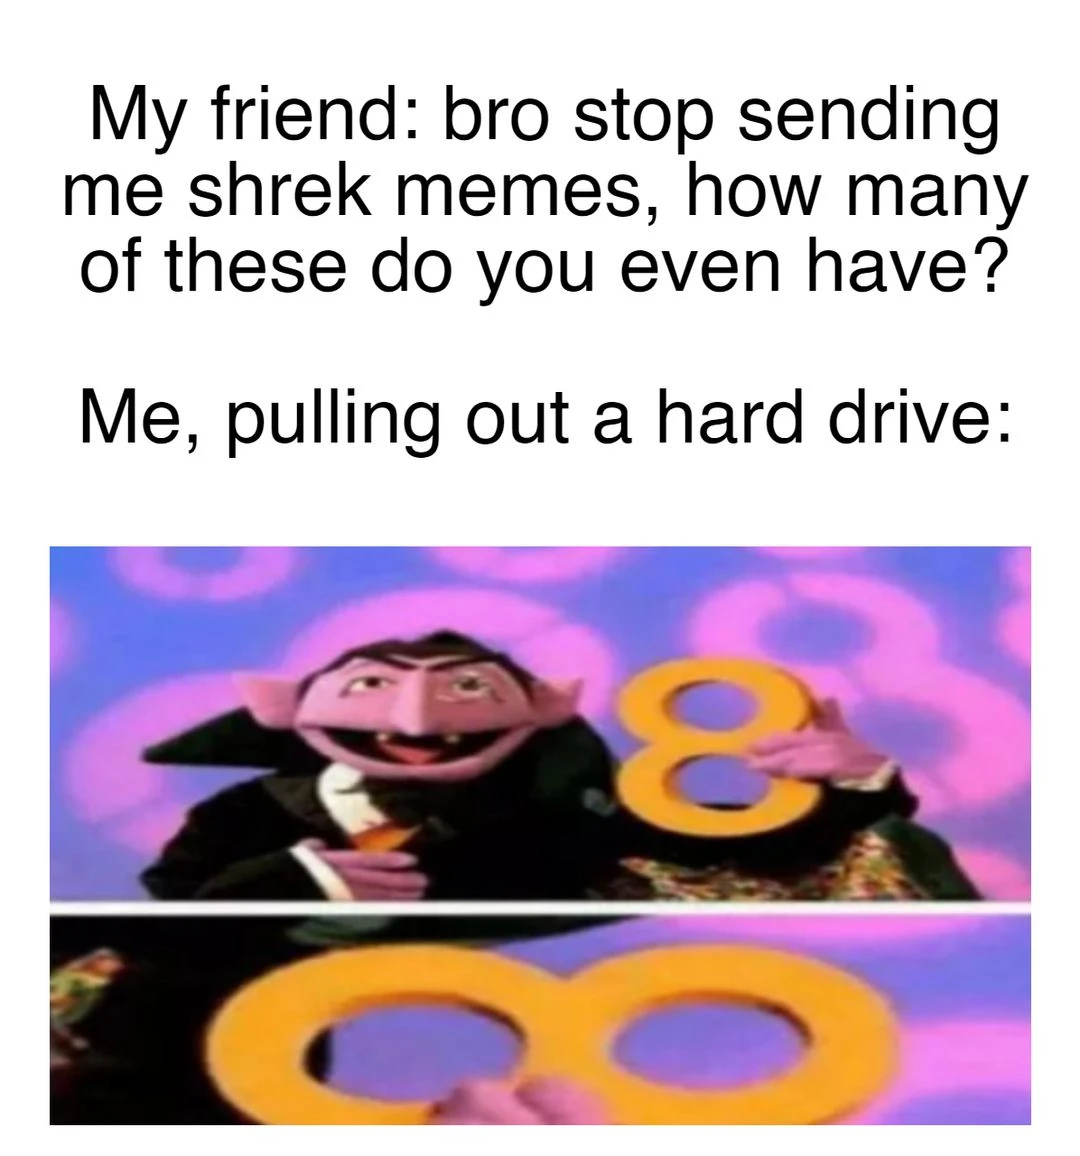 My friend: bro stop sending
me shrek memes, how many
of these do you even have?
Me, pulling out a hard drive:
8